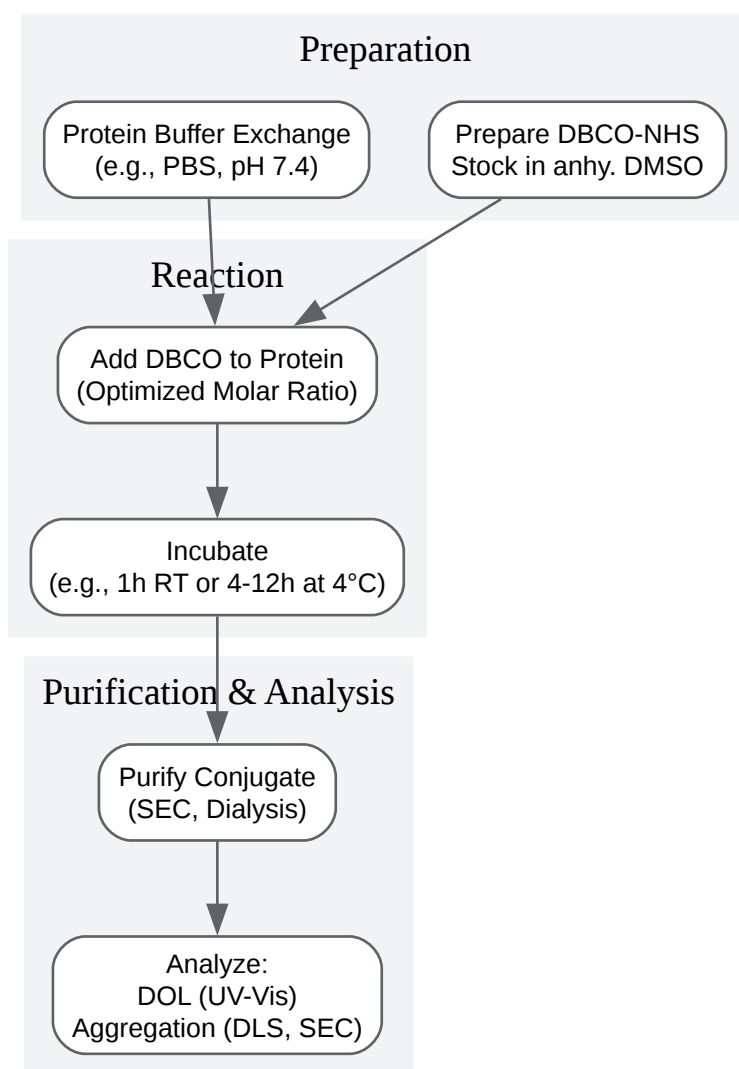 Preparation
Protein Buffer Exchange
(e.g., PBS, pH 7.4)
Prepare DBCO-NHS
Stock in anhy. DMSO
Reaction
Add DBCO to Protein
(Optimized Molar Ratio)
Incubate
(e.g., 1h RT or 4-12h at 4°C)
Purification & Analysis
Purify Conjugate
(SEC, Dialysis)
Analyze:
DOL (UV-Vis)
Aggregation (DLS, SEC)